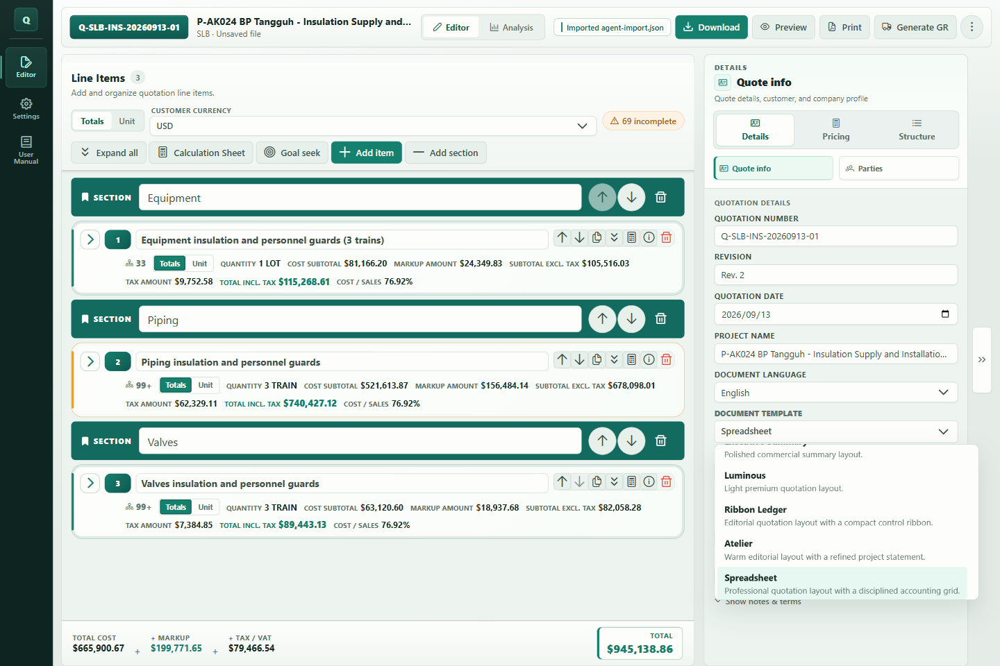 Q
Editor
Settings
User
Manual
Q-SLB-INS-20260913-01
P-AK024 BP Tangguh - Insulation Supply and...
SLB · Unsaved file
Editor
Analysis
Imported agent-import.json
Download
Preview
Print
Generate GR
Line Items 3
Add and organize quotation line items.
Totals Unit
CUSTOMER CURRENCY
USD
69 incomplete
Expand all
Calculation Sheet
Goal seek
Add item
Add section
SECTION Equipment
1 Equipment insulation and personnel guards (3 trains)
33 Totals Unit QUANTITY 1 LOT COST SUBTOTAL $81,166.20 MARKUP AMOUNT $24,349.83 SUBTOTAL EXCL. TAX $105,516.03
TAX AMOUNT $9,752.58 TOTAL INCL. TAX $115,268.61 COST / SALES 76.92%
SECTION Piping
2 Piping insulation and personnel guards
99+ Totals Unit QUANTITY 3 TRAIN COST SUBTOTAL $521,613.87 MARKUP AMOUNT $156,484.14 SUBTOTAL EXCL. TAX $678,098.01
TAX AMOUNT $62,329.11 TOTAL INCL. TAX $740,427.12 COST / SALES 76.92%
SECTION Valves
3 Valves insulation and personnel guards
99+ Totals Unit QUANTITY 3 TRAIN COST SUBTOTAL $63,120.60 MARKUP AMOUNT $18,937.68 SUBTOTAL EXCL. TAX $82,058.28
TAX AMOUNT $7,384.85 TOTAL INCL. TAX $89,443.13 COST / SALES 76.92%
TOTAL COST
$665,900.67
+
+ MARKUP
$199,771.65
+
+ TAX / VAT
$79,466.54
TOTAL
$945,138.86
DETAILS
Quote info
Quote details, customer, and company profile
Details
Pricing
Structure
Quote info
Parties
QUOTATION DETAILS
QUOTATION NUMBER
Q-SLB-INS-20260913-01
REVISION
Rev. 2
QUOTATION DATE
2026/09/13
PROJECT NAME
P-AK024 BP Tangguh - Insulation Supply and Installatio...
DOCUMENT LANGUAGE
English
DOCUMENT TEMPLATE
Spreadsheet
Polished commercial summary layout.
Luminous
Light premium quotation layout.
Ribbon Ledger
Editorial quotation layout with a compact control ribbon.
Atelier
Warm editorial layout with a refined project statement.
Spreadsheet
Professional quotation layout with a disciplined accounting grid.
Show notes & terms